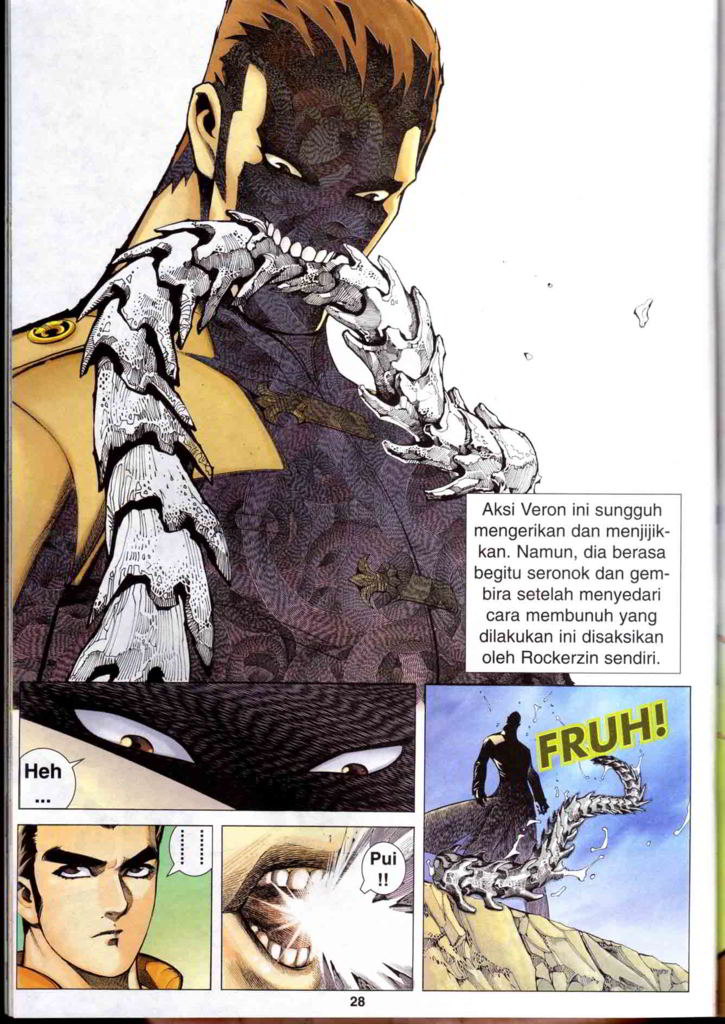 Aksi Veron ini sungguh
mengerikan dan menjijik-
kan. Namun, dia berasa
begitu seronok dan gem-
bira setelah menyedari
cara membunuh yang
dilakukan ini disaksikan
oleh Rockerzin sendiri.
Heh
...
FRUH!
......
Pui
!!
28